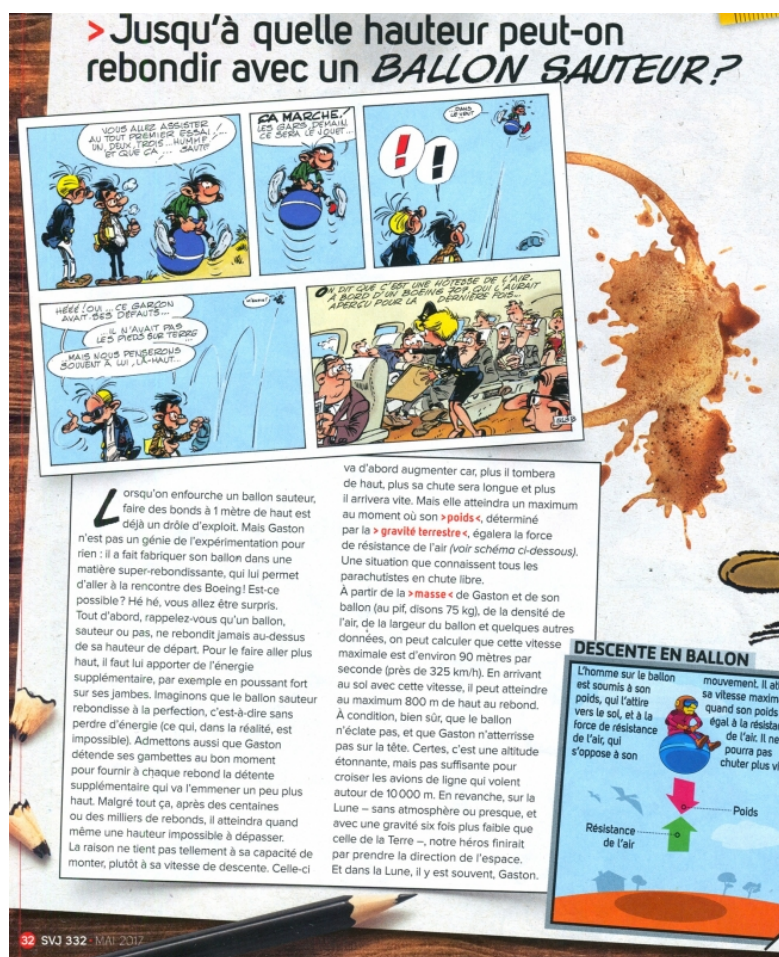 > Jusqu'à quelle hauteur peut-on
rebondir avec un BALLON SAUTEUR?
VOUS ALLEZ ASSISTER
AU TOUT PREMIER ESSAI!...
UN, DEUX, TROIS...HUMHF!
ET QUE ÇA ... SAUTE
ÇA MARCHE!
LES GARS, DEMAIN,
CE SERA LE JOUET...
DANS
LE VENT
!
!
HÉÉÉ! OUI... CE GARÇON
AVAIT SES DÉFAUTS...
...IL N'AVAIT PAS
LES PIEDS SUR TERRE
...MAIS NOUS PENSERONS
SOUVENT À LUI, LÀ-HAUT...
ON DIT QUE C'EST UNE HÔTESSE DE L'AIR,
À BORD D'UN BOEING 707 QUI L'AURAIT
APERÇU POUR LA DERNIÈRE FOIS...
Lorsqu'on enfourche un ballon sauteur,
faire des bonds à 1 mètre de haut est
déjà un drôle d'exploit. Mais Gaston
n'est pas un génie de l'expérimentation pour
rien : il a fait fabriquer son ballon dans une
matière super-rebondissante, qui lui permet
d'aller à la rencontre des Boeing! Est-ce
possible? Hé hé, vous allez être surpris.
Tout d'abord, rappelez-vous qu'un ballon,
sauteur ou pas, ne rebondit jamais au-dessus
de sa hauteur de départ. Pour le faire aller plus
haut, il faut lui apporter de l'énergie
supplémentaire, par exemple en poussant fort
sur ses jambes. Imaginons que le ballon sauteur
rebondisse à la perfection, c'est-à-dire sans
perdre d'énergie (ce qui, dans la réalité, est
impossible). Admettons aussi que Gaston
détende ses gambettes au bon moment
pour fournir à chaque rebond la détente
supplémentaire qui va l'emmener un peu plus
haut. Malgré tout ça, après des centaines
ou des milliers de rebonds, il atteindra quand
même une hauteur impossible à dépasser.
La raison ne tient pas tellement à sa capacité de
monter, plutôt à sa vitesse de descente. Celle-ci
va d'abord augmenter car, plus il tombera
de haut, plus sa chute sera longue et plus
il arrivera vite. Mais elle atteindra un maximum
au moment où son >poids<, déterminé
par la > gravité terrestre <, égalera la force
de résistance de l'air (voir schéma ci-dessous).
Une situation que connaissent tous les
parachutistes en chute libre.
À partir de la >masse< de Gaston et de son
ballon (au pif, disons 75 kg), de la densité de
l'air, de la largeur du ballon et quelques autres
données, on peut calculer que cette vitesse
maximale est d'environ 90 mètres par
seconde (près de 325 km/h). En arrivant
au sol avec cette vitesse, il peut atteindre
au maximum 800 m de haut au rebond.
À condition, bien sûr, que le ballon
n'éclate pas, et que Gaston n'atterrisse
pas sur la tête. Certes, c'est une altitude
étonnante, mais pas suffisante pour
croiser les avions de ligne qui volent
autour de 10 000 m. En revanche, sur la
Lune – sans atmosphère ou presque, et
avec une gravité six fois plus faible que
celle de la Terre –, notre héros finirait
par prendre la direction de l'espace.
Et dans la Lune, il y est souvent, Gaston.
DESCENTE EN BALLON
L'homme sur le ballon
est soumis à son
poids, qui l'attire
vers le sol, et à la
force de résistance
de l'air, qui
s'oppose à son
mouvement. Il att
sa vitesse maxim
quand son poids
égal à la résista
de l'air. Il ne
pourra pas
chuter plus vi
Poids
Résistance
de l'air
32 SVJ 332 - MAI 2017